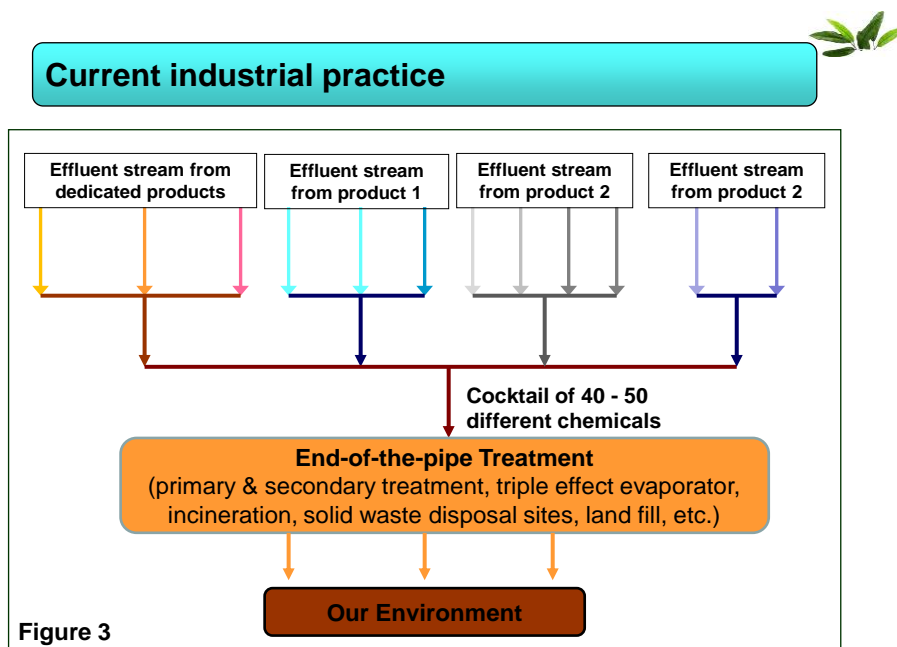 Current industrial practice
Effluent stream from
dedicated products
Effluent stream
from product 1
Effluent stream
from product 2
Effluent stream
from product 2
Cocktail of 40 - 50
different chemicals
End-of-the-pipe Treatment
(primary & secondary treatment, triple effect evaporator,
incineration, solid waste disposal sites, land fill, etc.)
Our Environment
Figure 3